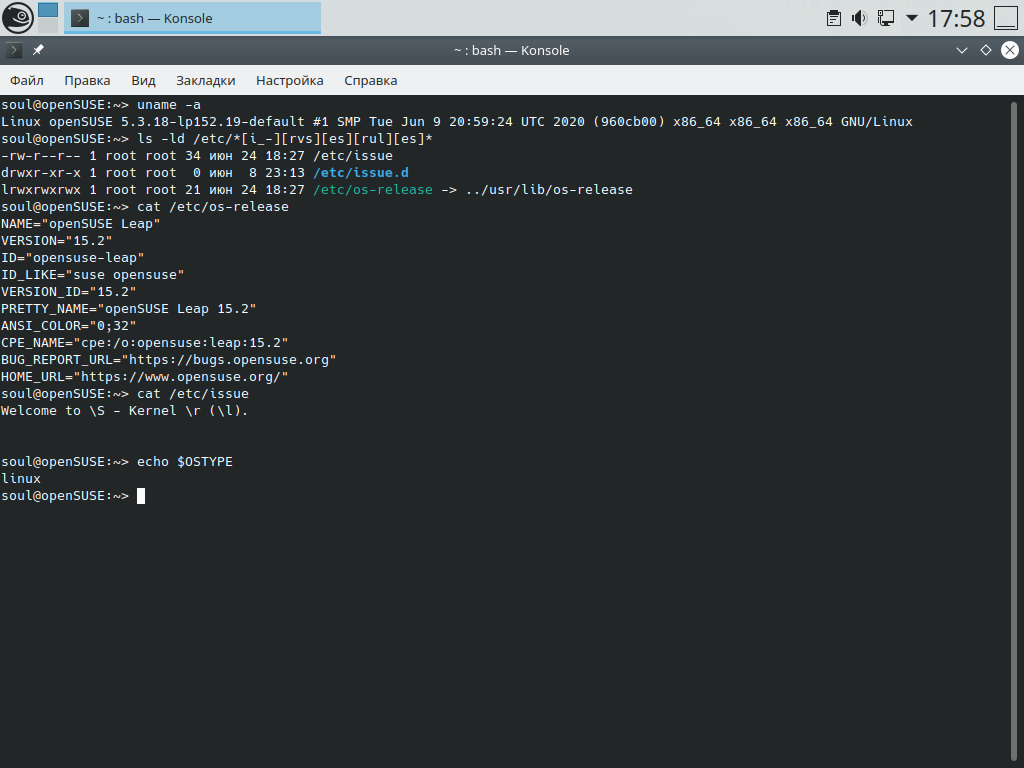 ~ : bash — Konsole
17:58
~ : bash — Konsole
Файл Правка Вид Закладки Настройка Справка
soul@openSUSE:~> uname -a
Linux openSUSE 5.3.18-lp152.19-default #1 SMP Tue Jun 9 20:59:24 UTC 2020 (960cb00) x86_64 x86_64 x86_64 GNU/Linux
soul@openSUSE:~> ls -ld /etc/*[i_-][rvs][es][rul][es]*
-rw-r--r-- 1 root root 34 июн 24 18:27 /etc/issue
drwxr-xr-x 1 root root  0 июн  8 23:13 /etc/issue.d
lrwxrwxrwx 1 root root 21 июн 24 18:27 /etc/os-release -> ../usr/lib/os-release
soul@openSUSE:~> cat /etc/os-release
NAME="openSUSE Leap"
VERSION="15.2"
ID="opensuse-leap"
ID_LIKE="suse opensuse"
VERSION_ID="15.2"
PRETTY_NAME="openSUSE Leap 15.2"
ANSI_COLOR="0;32"
CPE_NAME="cpe:/o:opensuse:leap:15.2"
BUG_REPORT_URL="https://bugs.opensuse.org"
HOME_URL="https://www.opensuse.org/"
soul@openSUSE:~> cat /etc/issue
Welcome to \S - Kernel \r (\l).
soul@openSUSE:~> echo $OSTYPE
linux
soul@openSUSE:~>